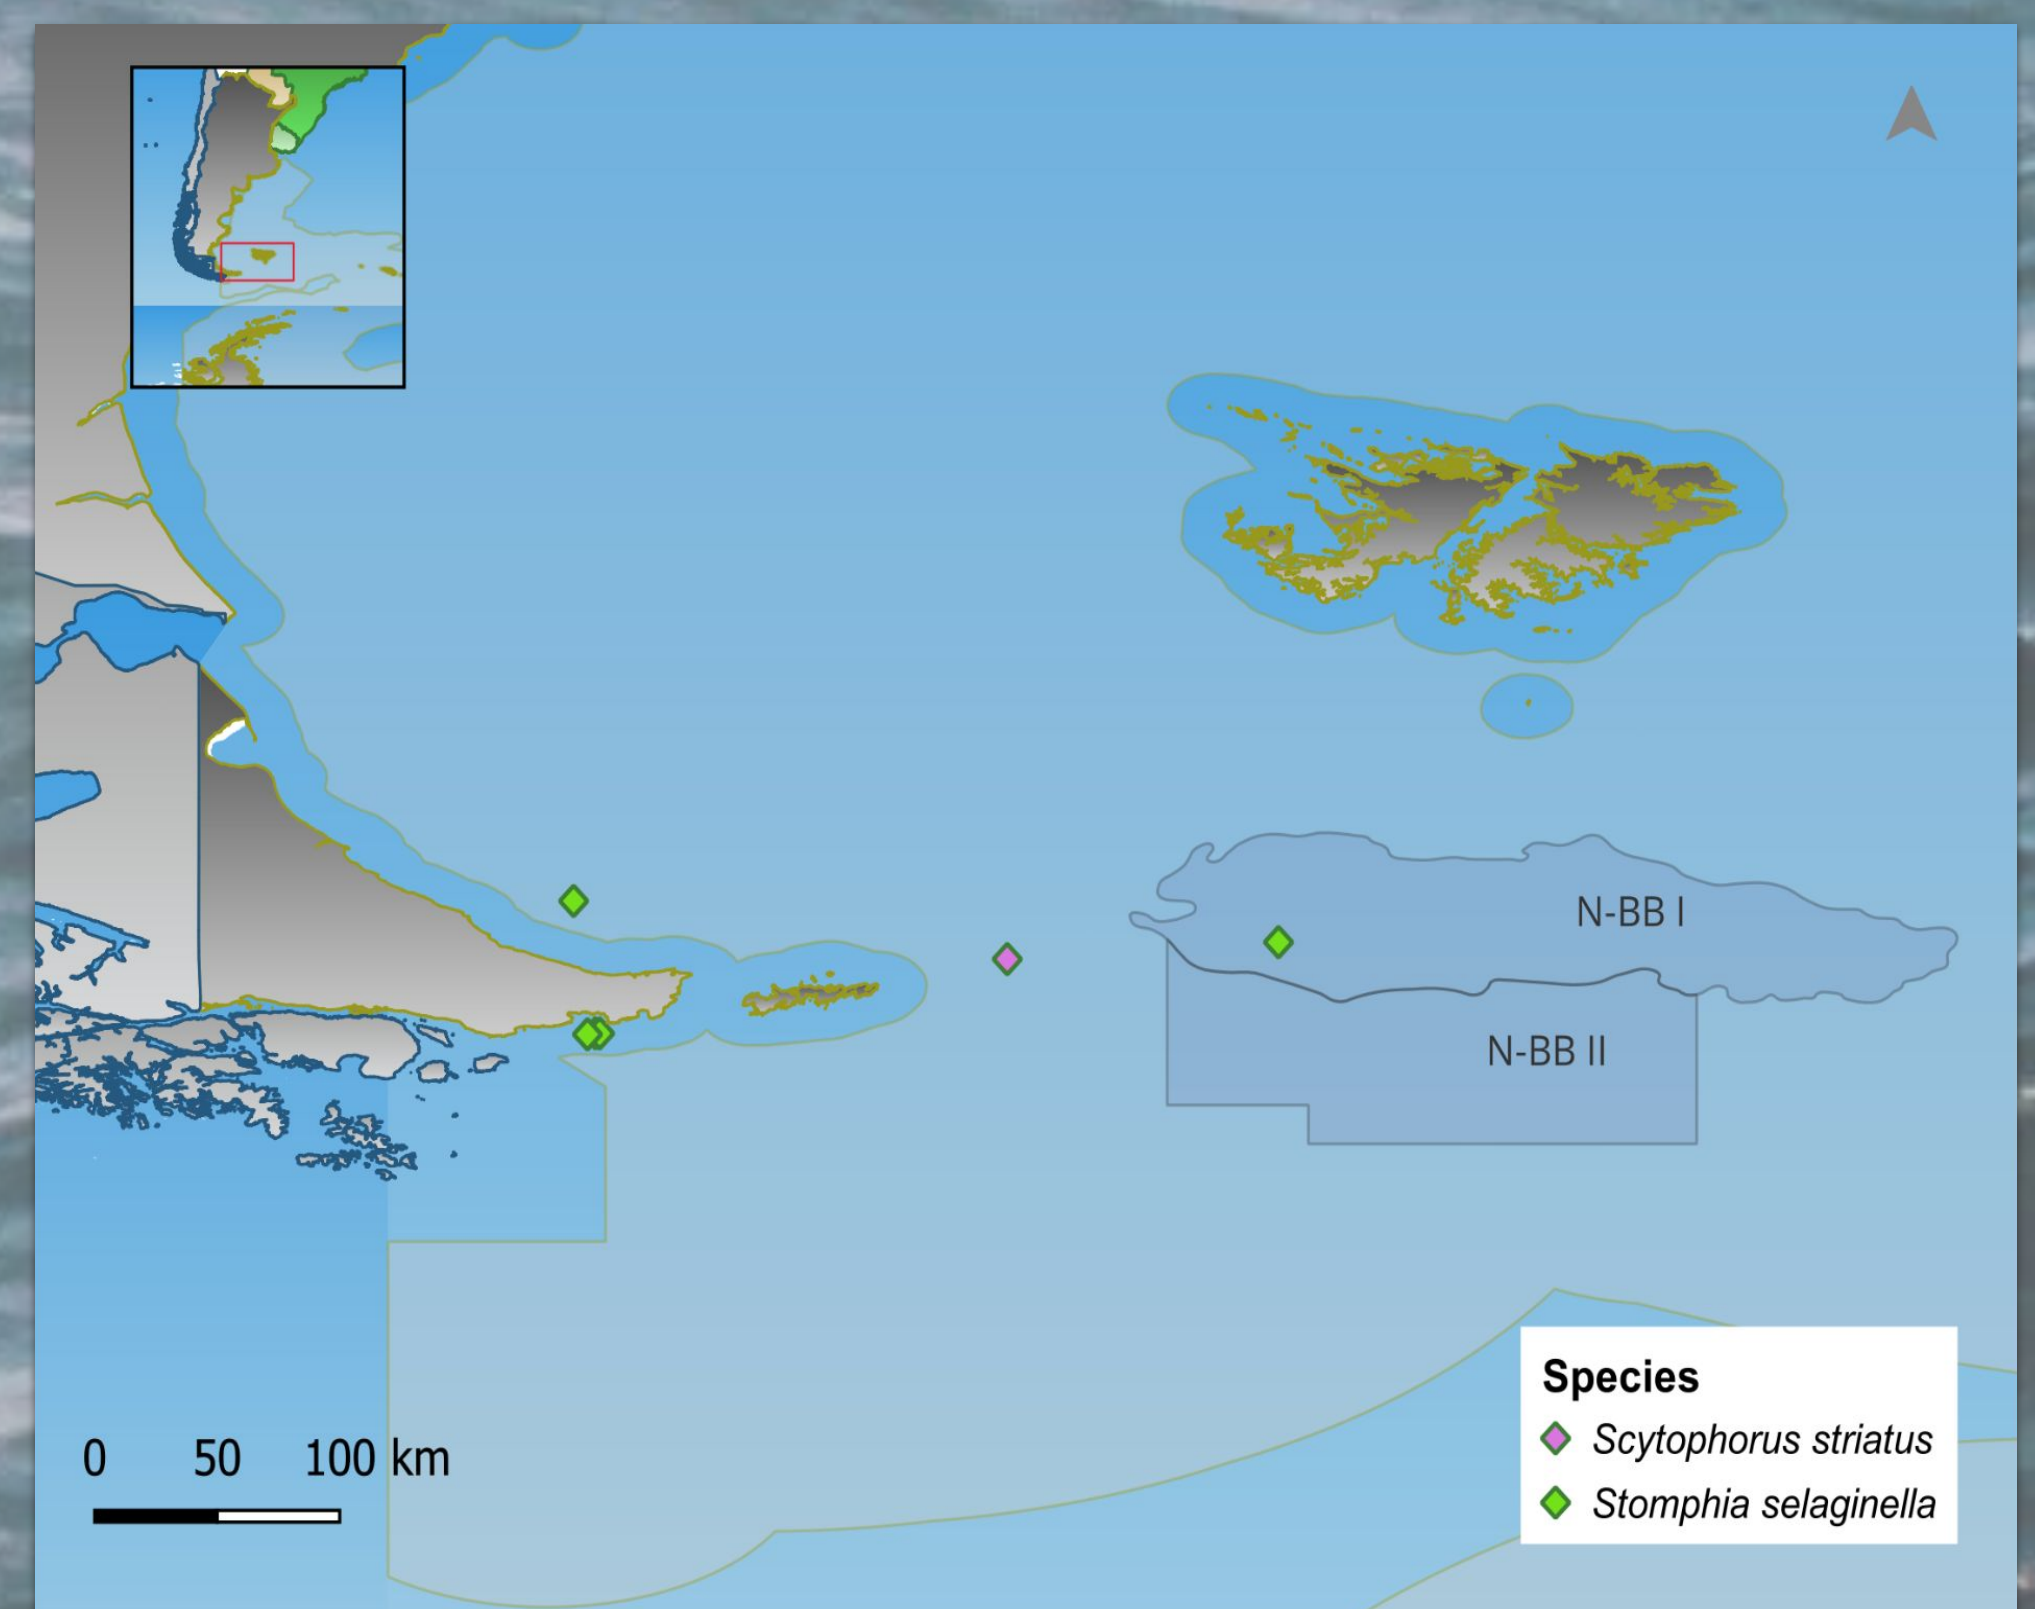 N-BB I
N-BB II
0 50 100 km
Species
Scytophorus striatus
Stomphia selaginella